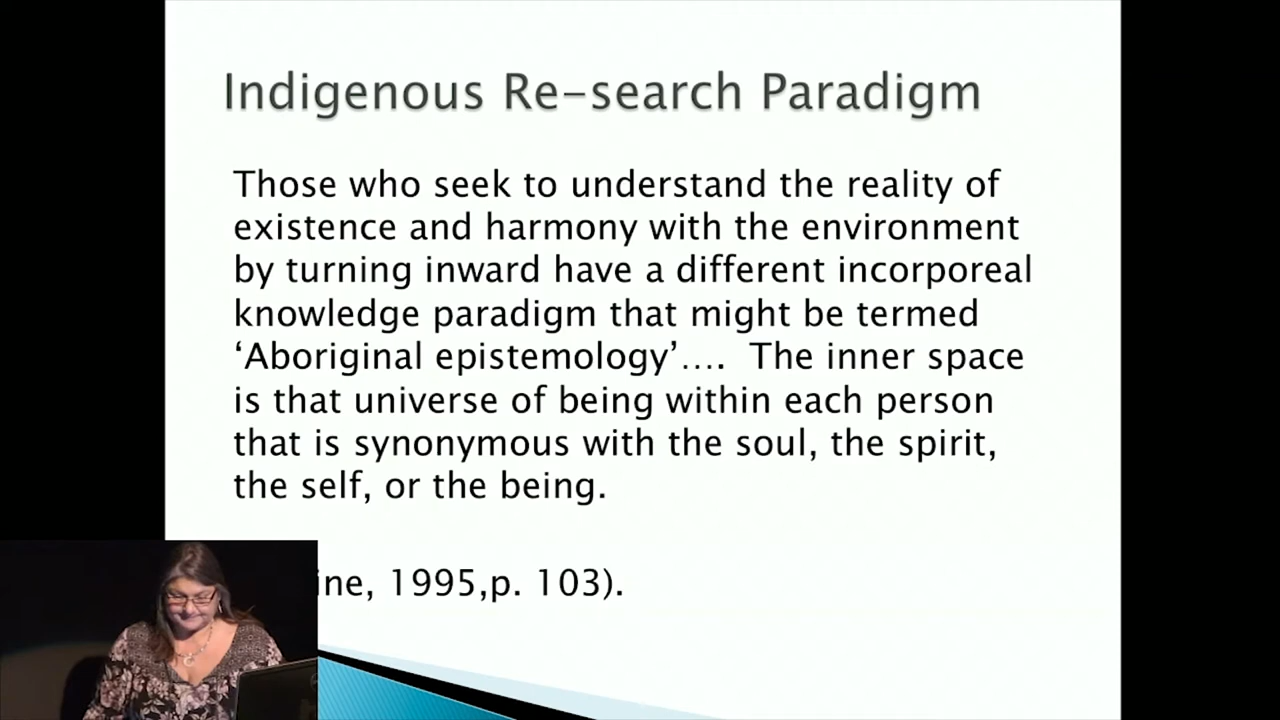 Indigenous Re-search Paradigm
Those who seek to understand the reality of
existence and harmony with the environment
by turning inward have a different incorporeal
knowledge paradigm that might be termed
‘Aboriginal epistemology’.... The inner space
is that universe of being within each person
that is synonymous with the soul, the spirit,
the self, or the being.
1995,p. 103).